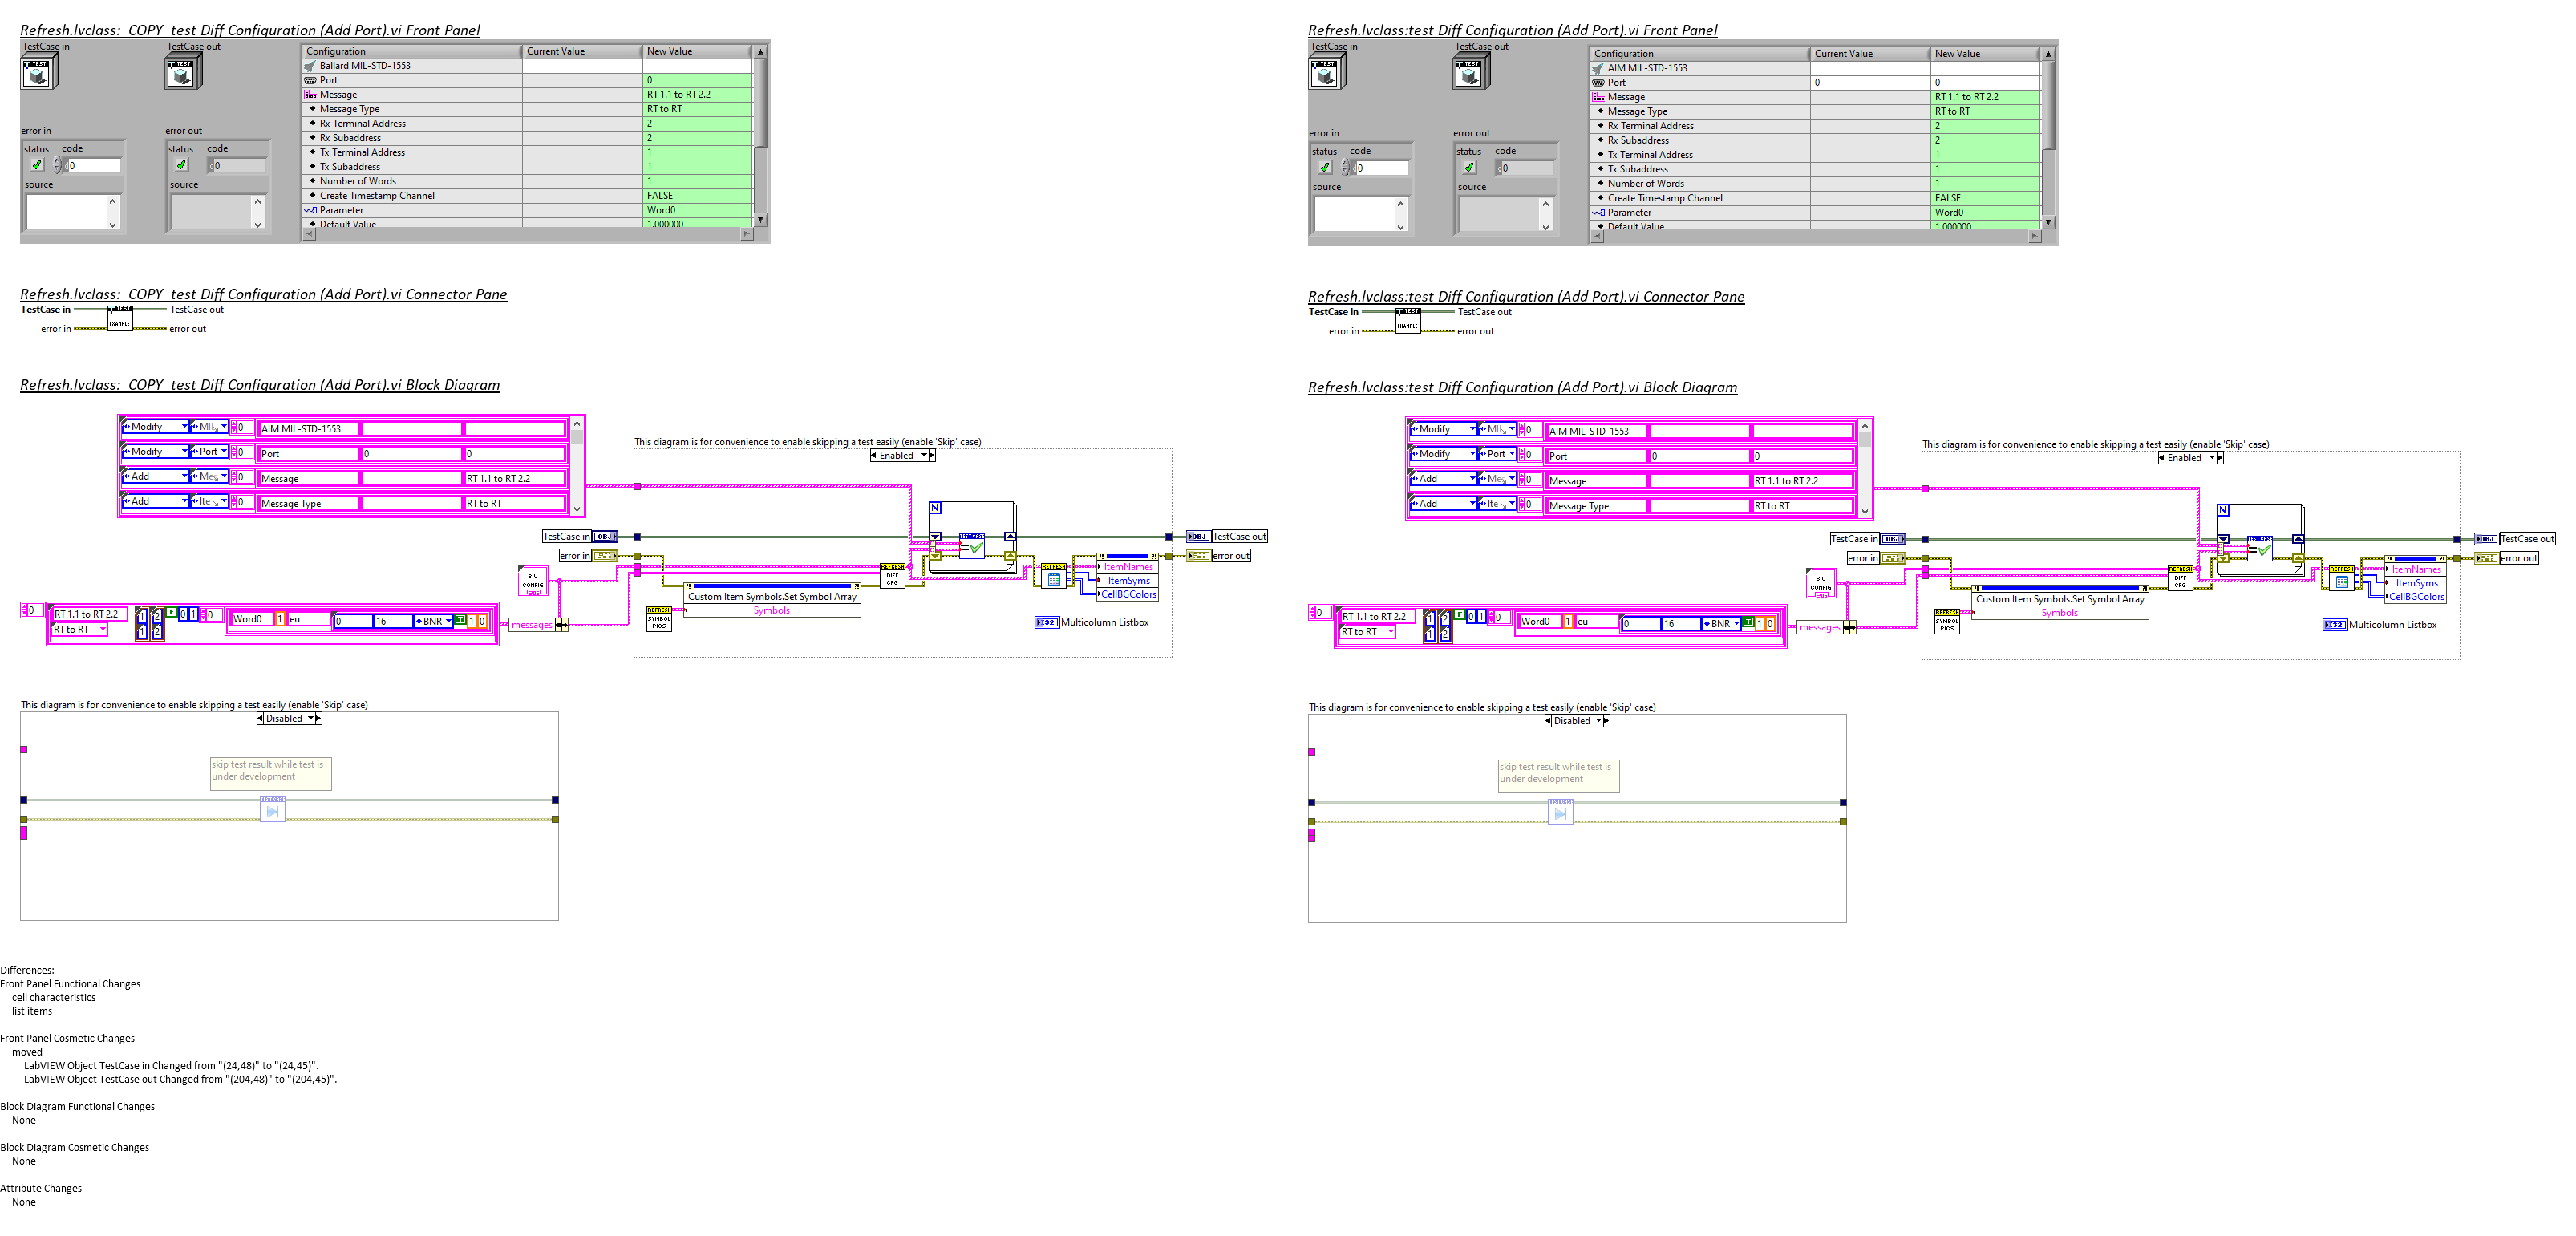 Refresh.lvclass:_COPY_test Diff Configuration (Add Port).vi Front Panel
TestCase in
TestCase out
TEST
TEST
error in
error out
status code
0
status code
0
source
source
Configuration Current Value New Value
Ballard MIL-STD-1553
Port 0
Message RT 1.1 to RT 2.2
Message Type RT to RT
Rx Terminal Address 2
Rx Subaddress 2
Tx Terminal Address 1
Tx Subaddress 1
Number of Words 1
Create Timestamp Channel FALSE
Parameter Word0
Default Value 1.000000
Refresh.lvclass:_COPY_test Diff Configuration (Add Port).vi Connector Pane
TestCase in TEST TestCase out
error in EXAMPLE error out
Refresh.lvclass:_COPY_test Diff Configuration (Add Port).vi Block Diagram
Modify MIL 0 AIM MIL-STD-1553
Modify Port 0 Port 0 0
Add Mes 0 Message RT 1.1 to RT 2.2
Add Ite 0 Message Type RT to RT
This diagram is for convenience to enable skipping a test easily (enable 'Skip' case)
Enabled
N
TestCase in OBJ
OBJ TestCase out
error in
error out
BIU CONFIG
REFRESH DIFF CFG
REFRESH
ItemNames
ItemSyms
CellBGColors
Custom Item Symbols.Set Symbol Array
Symbols
REFRESH SYMBOL PICS
I32 Multicolumn Listbox
0 RT 1.1 to RT 2.2 1 2 F 0 1 0 Word0 1 eu 0 16 BNR T 1 0
RT to RT 1 2
messages
This diagram is for convenience to enable skipping a test easily (enable 'Skip' case)
Disabled
skip test result while test is
under development
Differences:
Front Panel Functional Changes
cell characteristics
list items
Front Panel Cosmetic Changes
moved
LabVIEW Object TestCase in Changed from "(24,48)" to "(24,45)".
LabVIEW Object TestCase out Changed from "(204,48)" to "(204,45)".
Block Diagram Functional Changes
None
Block Diagram Cosmetic Changes
None
Attribute Changes
None
Refresh.lvclass:test Diff Configuration (Add Port).vi Front Panel
TestCase in
TestCase out
TEST
TEST
error in
error out
status code
0
status code
0
source
source
Configuration Current Value New Value
AIM MIL-STD-1553
Port 0 0
Message RT 1.1 to RT 2.2
Message Type RT to RT
Rx Terminal Address 2
Rx Subaddress 2
Tx Terminal Address 1
Tx Subaddress 1
Number of Words 1
Create Timestamp Channel FALSE
Parameter Word0
Default Value 1.000000
Refresh.lvclass:test Diff Configuration (Add Port).vi Connector Pane
TestCase in TEST TestCase out
error in EXAMPLE error out
Refresh.lvclass:test Diff Configuration (Add Port).vi Block Diagram
Modify MIL 0 AIM MIL-STD-1553
Modify Port 0 Port 0 0
Add Mes 0 Message RT 1.1 to RT 2.2
Add Ite 0 Message Type RT to RT
This diagram is for convenience to enable skipping a test easily (enable 'Skip' case)
Enabled
N
TestCase in OBJ
OBJ TestCase out
error in
error out
BIU CONFIG
REFRESH DIFF CFG
REFRESH
ItemNames
ItemSyms
CellBGColors
Custom Item Symbols.Set Symbol Array
Symbols
REFRESH SYMBOL PICS
I32 Multicolumn Listbox
0 RT 1.1 to RT 2.2 1 2 F 0 1 0 Word0 1 eu 0 16 BNR T 1 0
RT to RT 1 2
messages
This diagram is for convenience to enable skipping a test easily (enable 'Skip' case)
Disabled
skip test result while test is
under development